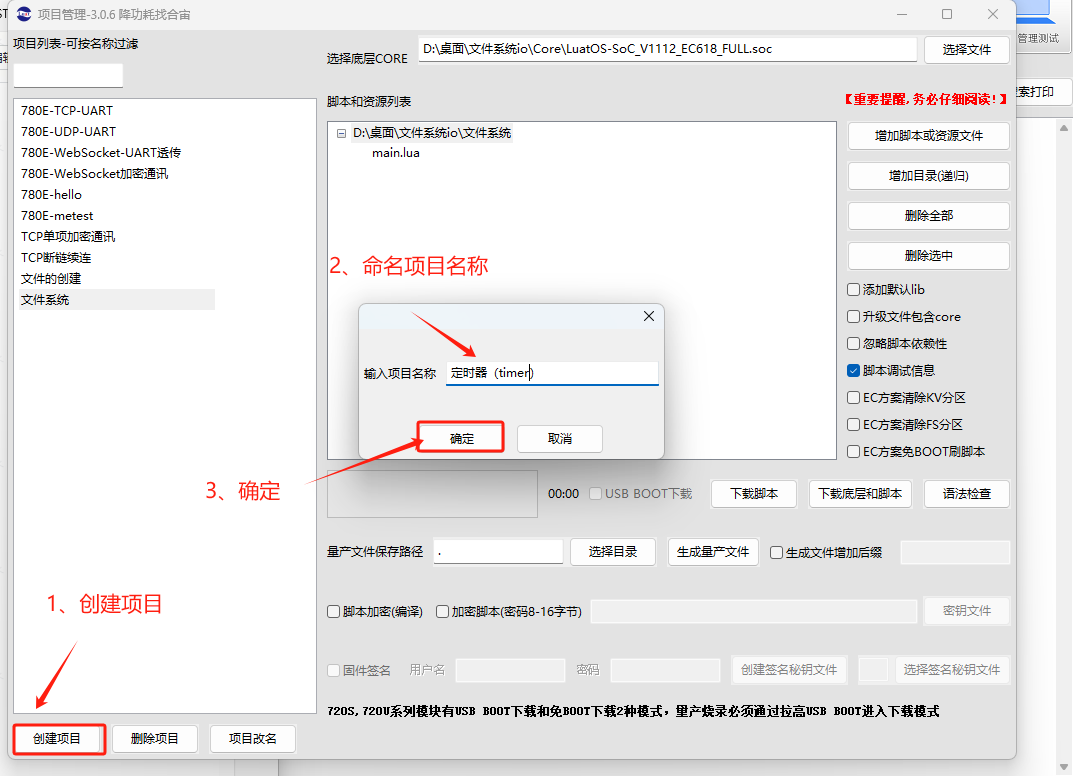 项目管理-3.0.6 降功耗找合宙
项目列表-可按名称过滤
选择底层CORE
D:\桌面\文件系统io\Core\LuatOS-SoC_V1112_EC618_FULL.soc
选择文件
管理测试
索打印
脚本和资源列表
【重要提醒,务必仔细阅读!】
780E-TCP-UART
780E-UDP-UART
780E-WebSocket-UART透传
780E-WebSocket加密通讯
780E-hello
780E-metest
TCP单项加密通讯
TCP断链续连
文件的创建
文件系统
D:\桌面\文件系统io\文件系统
main.lua
增加脚本或资源文件
增加目录(递归)
删除全部
删除选中
添加默认lib
升级文件包含core
忽略脚本依赖性
脚本调试信息
EC方案清除KV分区
EC方案清除FS分区
EC方案免BOOT刷脚本
2、命名项目名称
输入项目名称
定时器（timer)
确定
取消
3、确定
00:00
USB BOOT下载
下载脚本
下载底层和脚本
语法检查
量产文件保存路径
.
选择目录
生成量产文件
生成文件增加后缀
1、创建项目
脚本加密(编译)
加密脚本(密码8-16字节)
密钥文件
固件签名
用户名
密码
创建签名秘钥文件
选择签名秘钥文件
720S,720U系列模块有USB BOOT下载和免BOOT下载2种模式，量产烧录必须通过拉高USB BOOT进入下载模式
创建项目
删除项目
项目改名